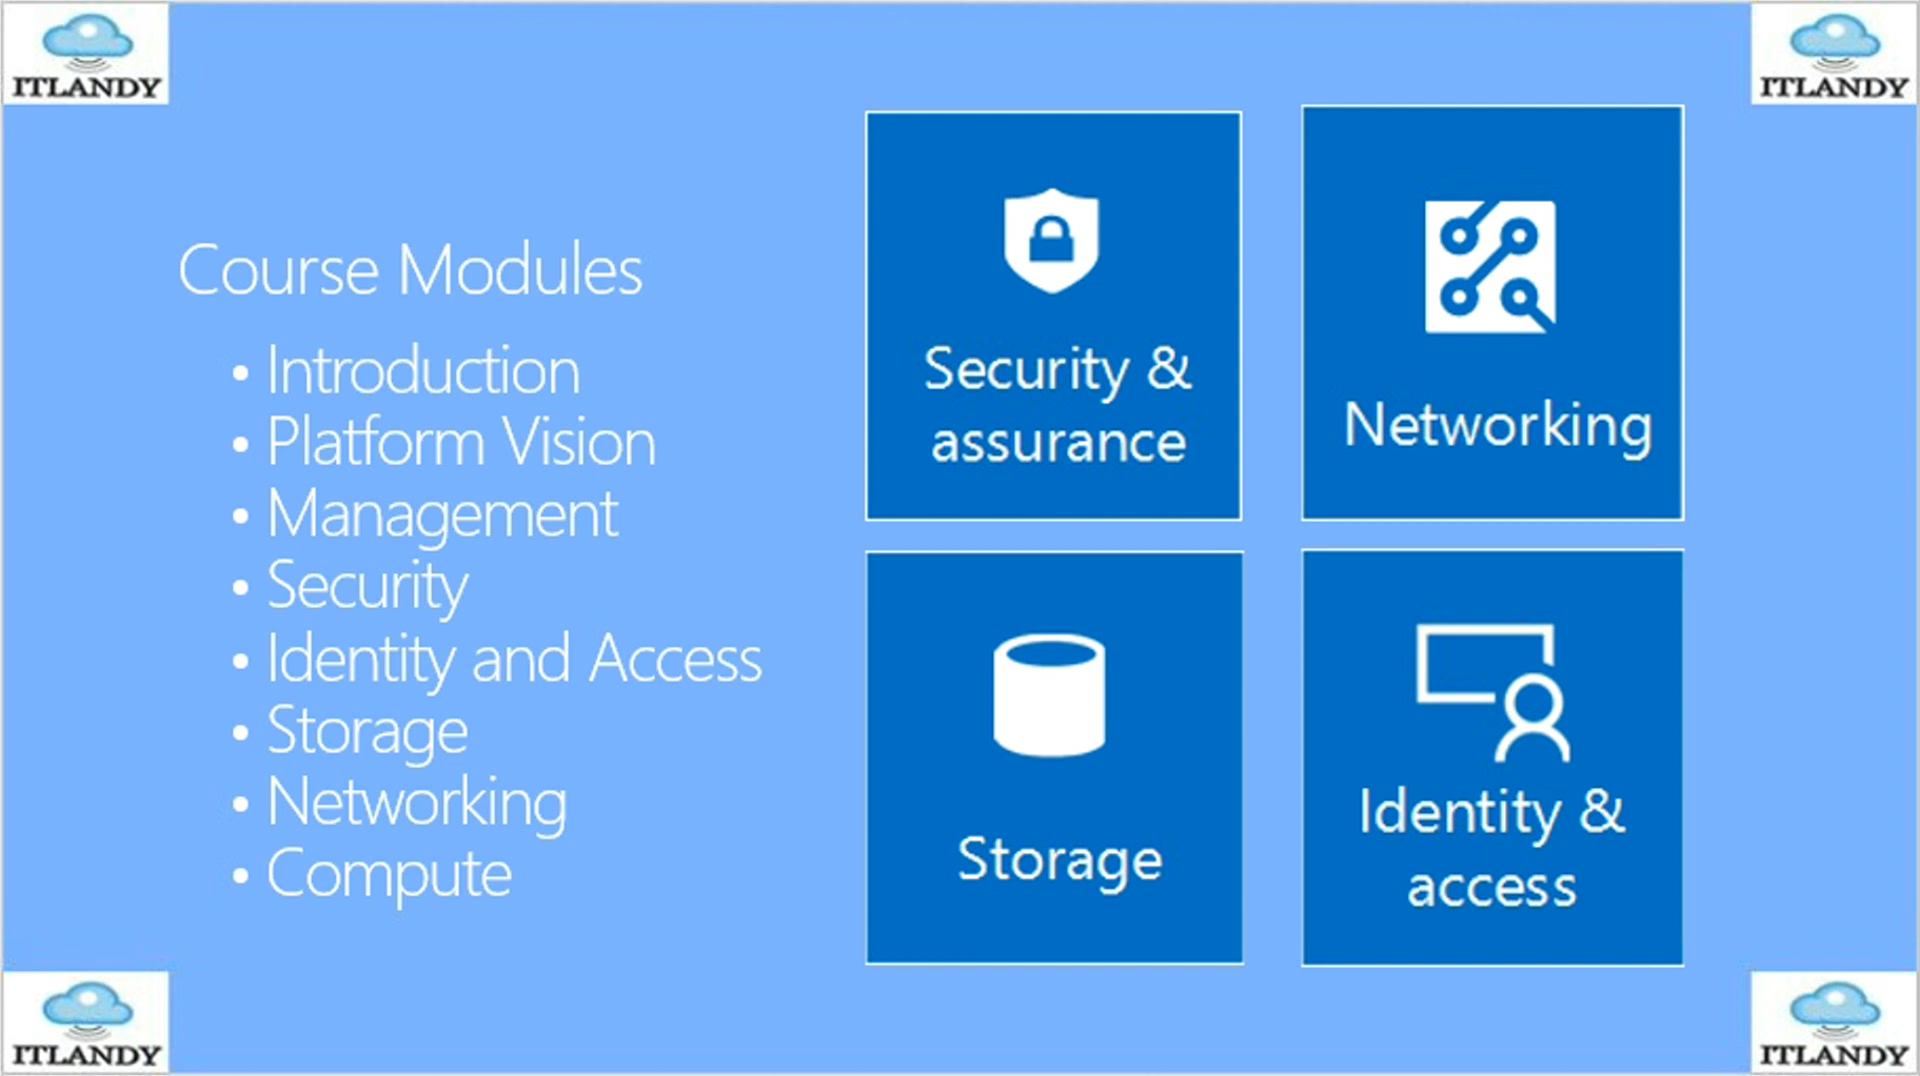 ITLANDY
ITLANDY
Course Modules
• Introduction
• Platform Vision
• Management
• Security
• Identity and Access
• Storage
• Networking
• Compute
Security &
assurance
Networking
Storage
Identity &
access
ITLANDY
ITLANDY